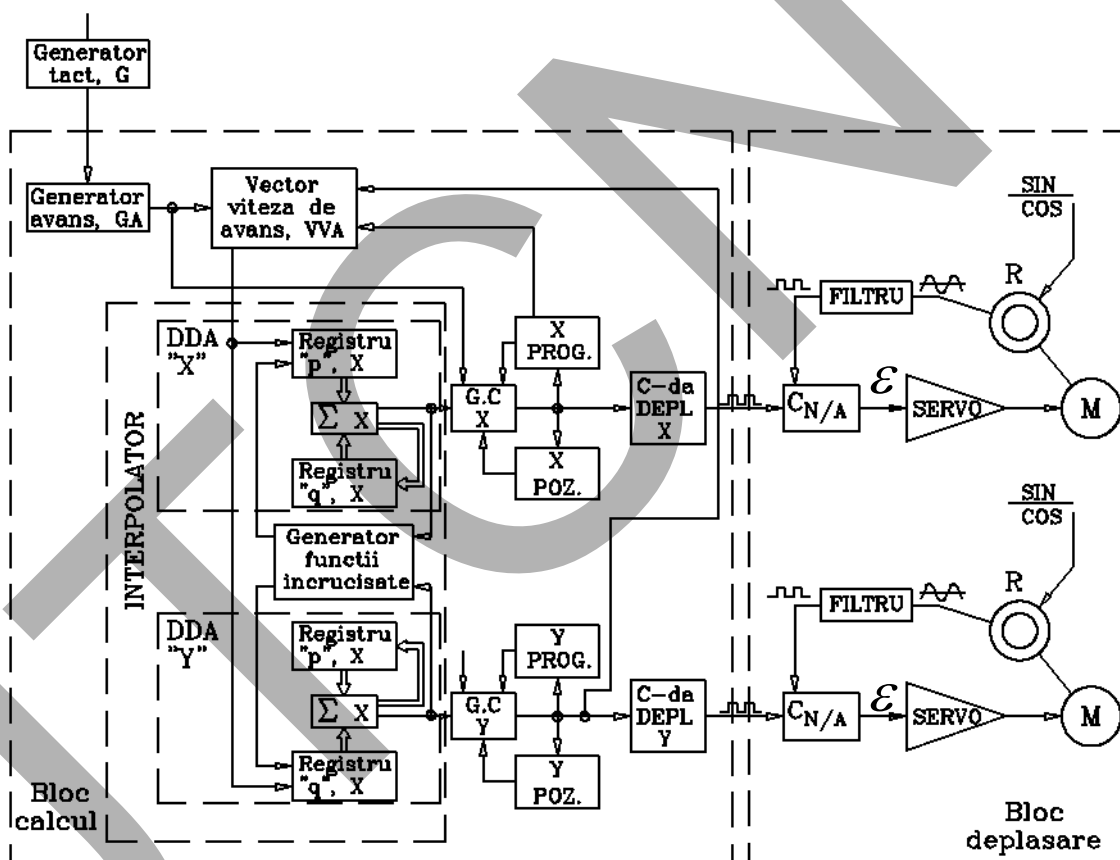 Generator
tact, G
Generator
avans, GA
Vector
viteza de
avans, VVA
INTERPOLATOR
DDA
"X"
Registru
"p", X
Σ X
Registru
"q", X
Generator
functii
incrucisate
DDA
"Y"
Registru
"p", X
Σ X
Registru
"q", X
G.C
X
X
PROG.
X
POZ.
C-da
DEPL
X
G.C
Y
Y
PROG.
Y
POZ.
C-da
DEPL
Y
Bloc
calcul
SIN
COS
R
FILTRU
C N/A
ε
SERVO
M
SIN
COS
R
FILTRU
C N/A
ε
SERVO
M
Bloc
deplasare
UTCN